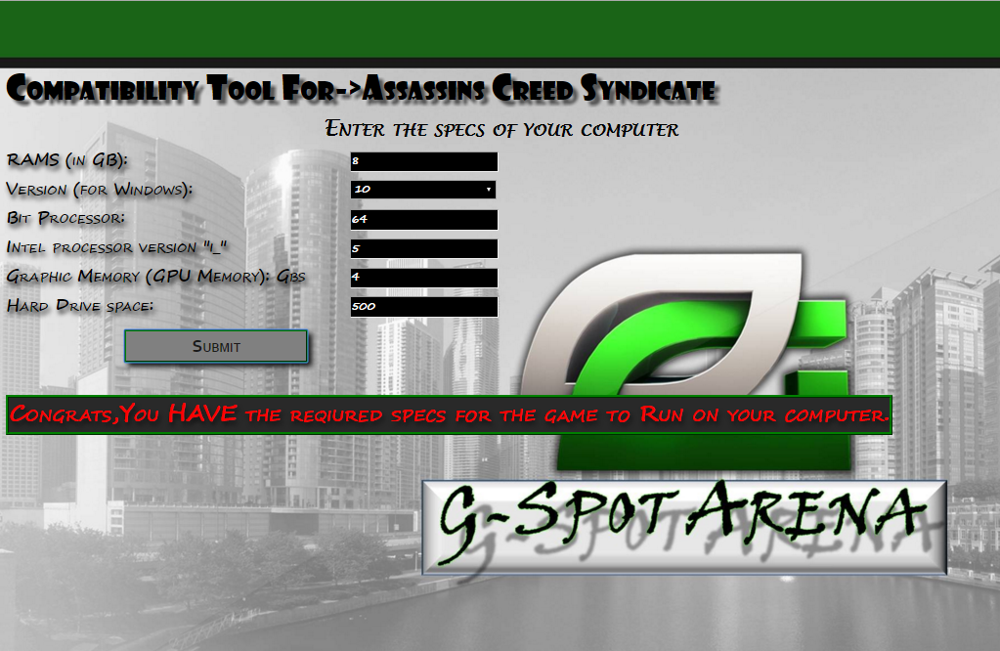 Compatibility Tool For->Assassins Creed Syndicate
Enter the specs of your computer
RAMS (in GB): 8
Version (for Windows): 10
Bit Processor: 64
Intel processor version "i_" 5
Graphic Memory (GPU Memory): Gbs 4
Hard Drive space: 500
Submit
Congrats,You HAVE the reqiured specs for the game to Run on your computer.
G-Spot Arena